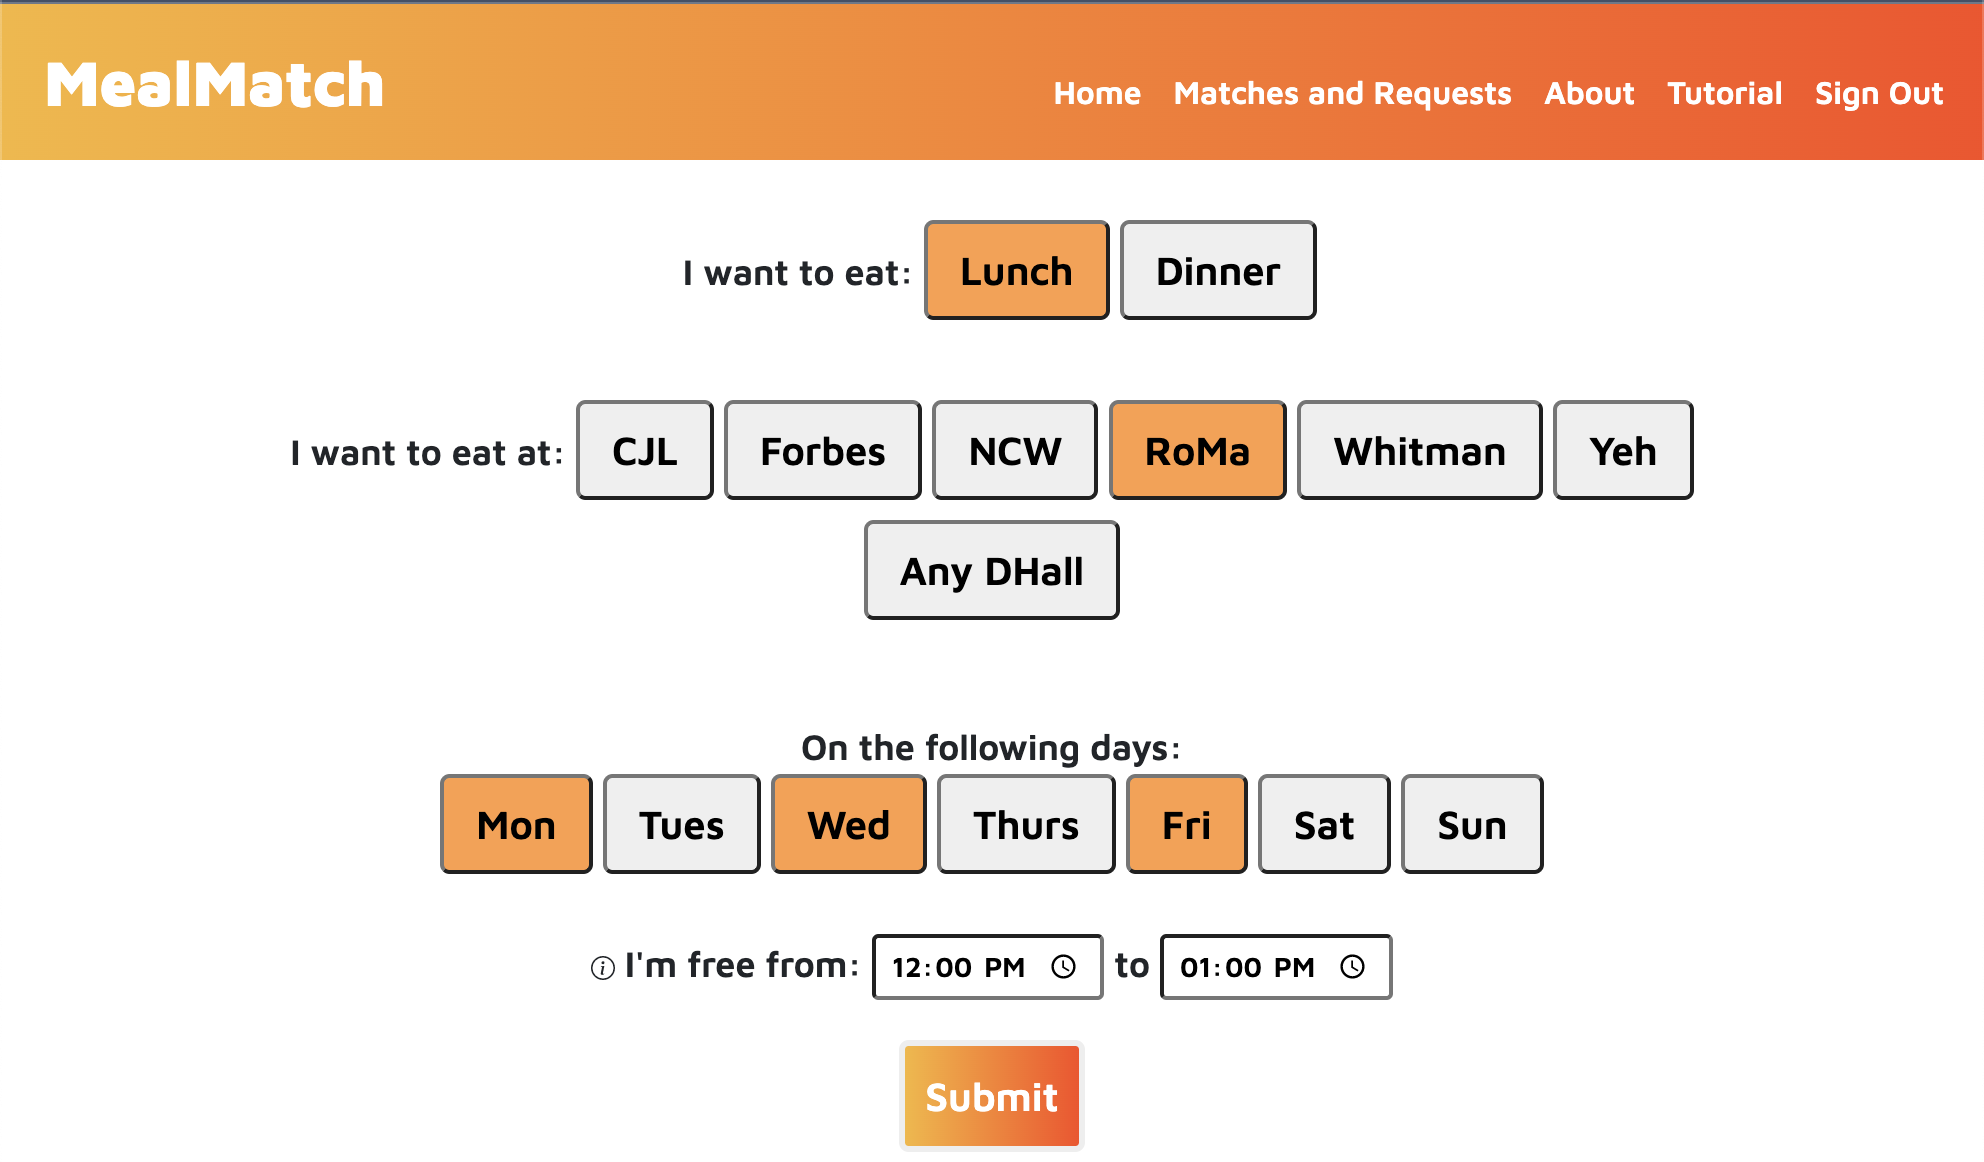 MealMatch
Home Matches and Requests About Tutorial Sign Out
I want to eat: Lunch Dinner
I want to eat at: CJL Forbes NCW RoMa Whitman Yeh
Any DHall
On the following days:
Mon Tues Wed Thurs Fri Sat Sun
I'm free from: 12:00 PM to 01:00 PM
Submit